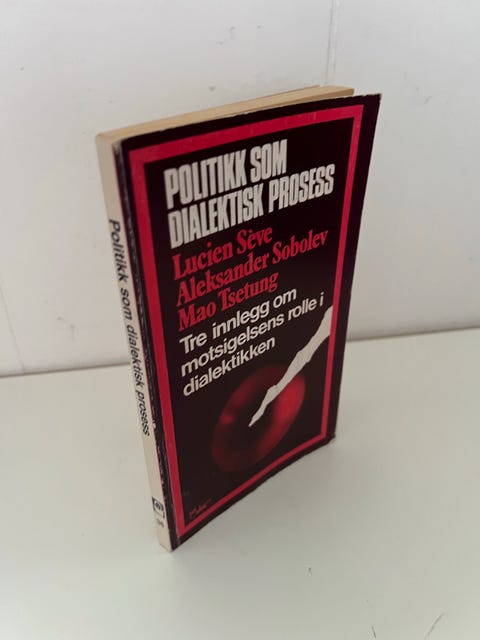 POLITIKK SOM
DIALEKTISK PROSESS
Lucien Sève
Aleksander Sobolev
Mao Tsetung
Tre innlegg om
motsigelsens rolle i
dialektikken
Politikk som dialektisk prosess